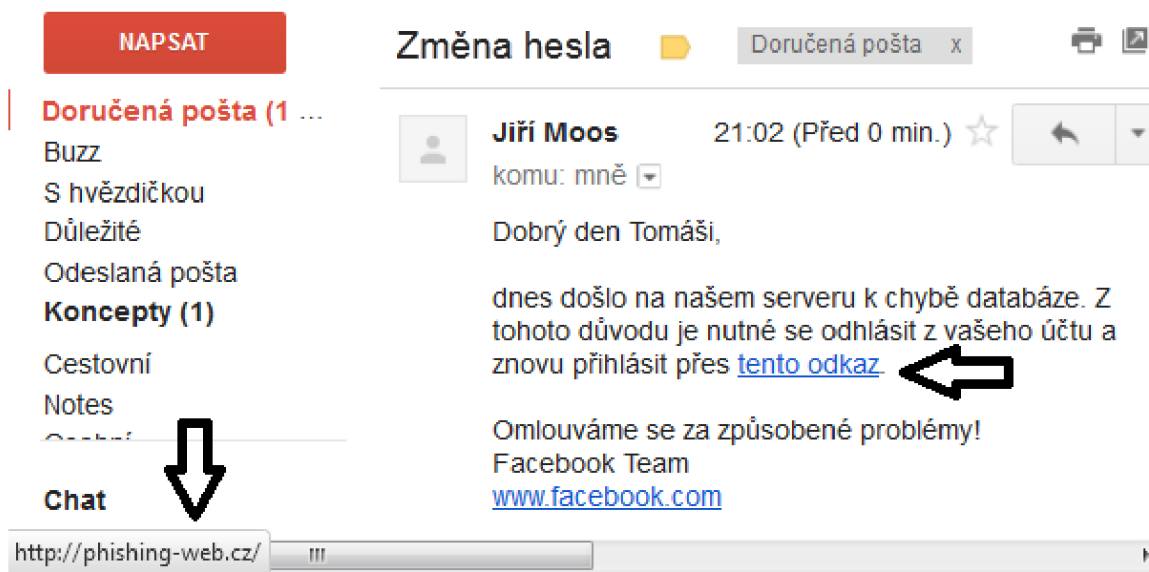 NAPSAT
Doručená pošta (1 ...
Buzz
S hvězdičkou
Důležité
Odeslaná pošta
Koncepty (1)
Cestovní
Notes
Chat
http://phishing-web.cz/
Změna hesla
Doručená pošta x
Jiří Moos 21:02 (Před 0 min.)
komu: mně
Dobrý den Tomáši,
dnes došlo na našem serveru k chybě databáze. Z
tohoto důvodu je nutné se odhlásit z vašeho účtu a
znovu přihlásit přes tento odkaz.
Omlouváme se za způsobené problémy!
Facebook Team
www.facebook.com